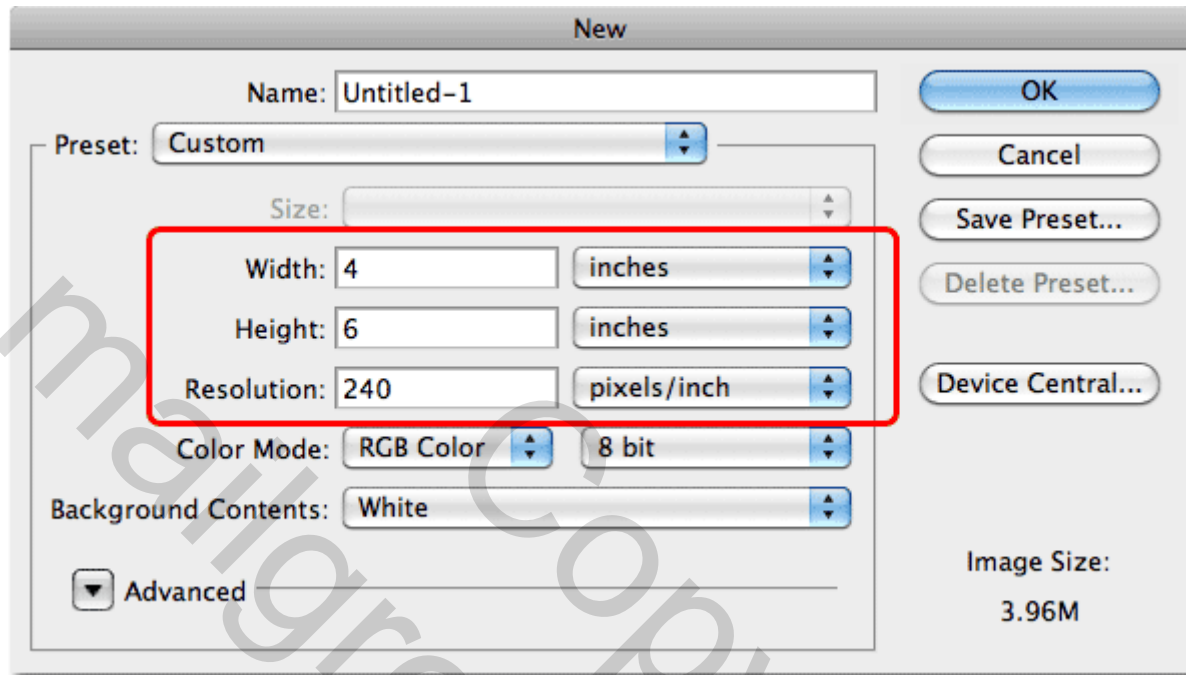 New
Name: Untitled-1
OK
Preset: Custom
Cancel
Size:
Save Preset...
Width: 4 inches
Delete Preset...
Height: 6 inches
Resolution: 240 pixels/inch
Device Central...
Color Mode: RGB Color 8 bit
Background Contents: White
Image Size:
Advanced
3.96M